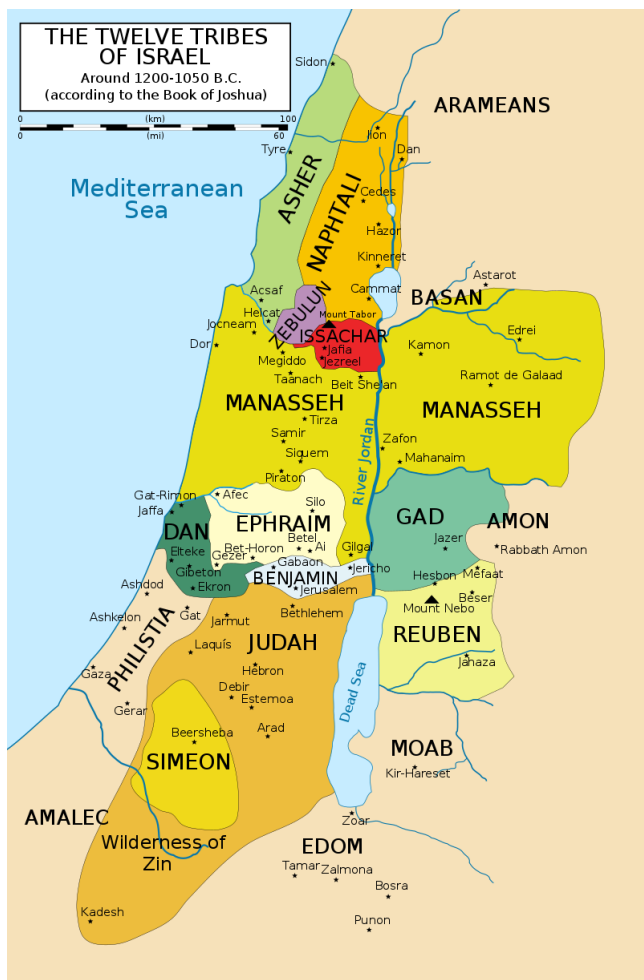 THE TWELVE TRIBES
OF ISRAEL
Around 1200-1050 B.C.
(according to the Book of Joshua)
0 (km) 100
0 (mi) 60
Sidon
ARAMEANS
Ijon
Tyre
Dan
Mediterranean
Sea
ASHER
NAPHTALI
Cedes
Hazor
Kinneret
Astarot
Acsaf
Cammat
BASAN
Helcat
ZEBULUN
Mount Tabor
Jocneam
ISSACHAR
Edrei
Dor
Jafia
Kamon
Megiddo
Jezreel
Taanach
Beit Shelan
Ramot de Galaad
MANASSEH
MANASSEH
Tirza
River Jordan
Samir
Zafon
Siquem
Mahanaim
Piraton
Gat-Rimon
Afec
Jaffa
Silo
EPHRAIM
GAD
AMON
DAN
Betel
Jazer
Rabbath Amon
Elteke
Bet-Horon
Ai
Gilgal
Gezer
Gabaon
Jericho
Mefaat
Gibeton
BENJAMIN
Hesbon
Ashdod
Ekron
Jerusalem
Beser
Gat
Bethlehem
Mount Nebo
Ashkelon
Jarmut
PHILISTIA
JUDAH
REUBEN
Laquís
Jahaza
Gaza
Hebron
Debir
Dead Sea
Gerar
Estemoa
Arad
Beersheba
MOAB
SIMEON
Kir-Hareset
AMALEC
Zoar
Wilderness of
Zin
EDOM
Tamar
Zalmona
Bosra
Kadesh
Punon